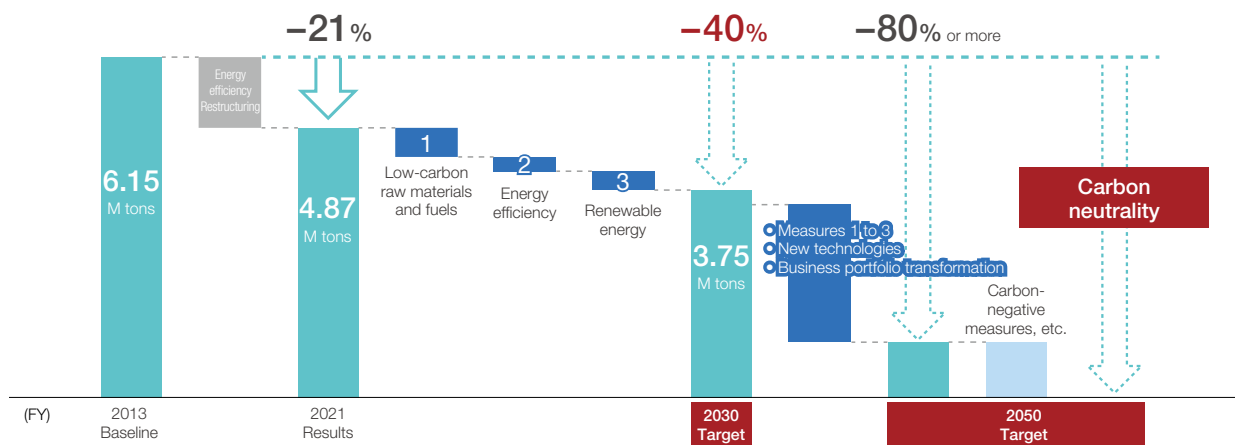 −21 %
−40%
−80% or more
Energy
efficiency
Restructuring
6.15
M tons
4.87
M tons
1
Low-carbon
raw materials
and fuels
2
Energy
efficiency
3
Renewable
energy
3.75
M tons
Measures 1 to 3
New technologies
Business portfolio transformation
Carbon-
negative
measures, etc.
Carbon
neutrality
(FY)
2013
Baseline
2021
Results
2030
Target
2050
Target